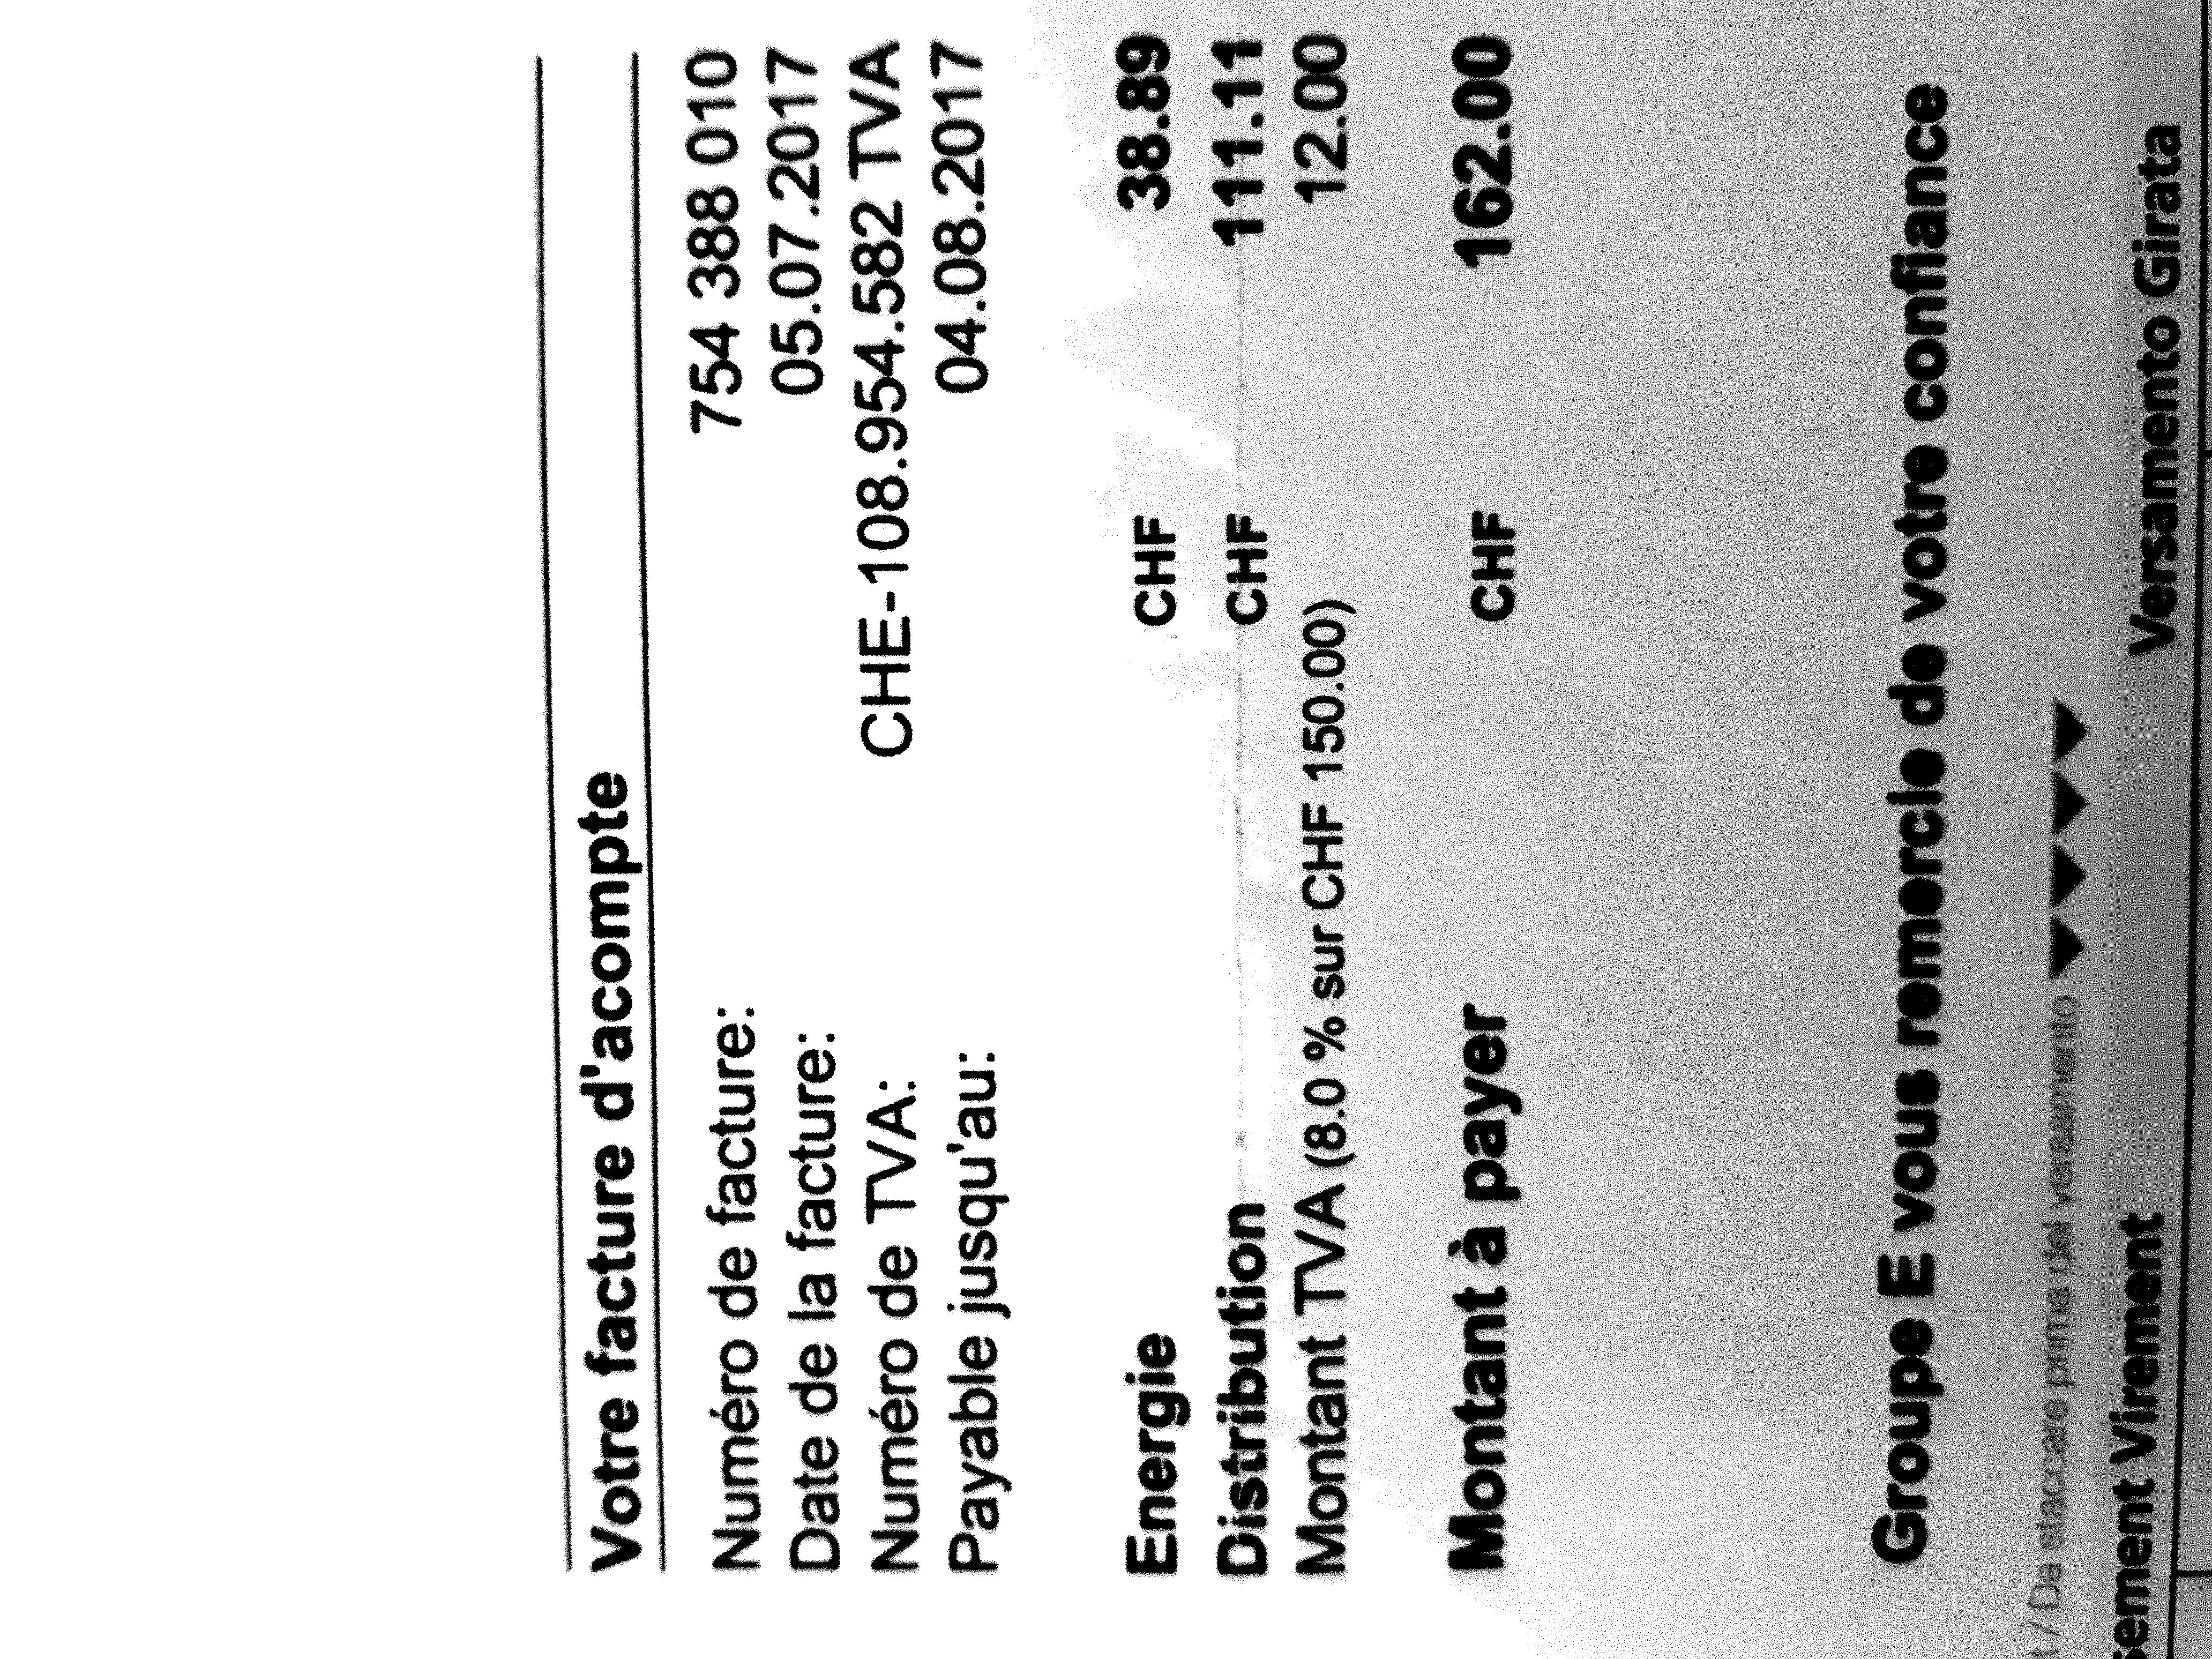 Votre facture d'acompte
Numéro de facture: 754 388 010
Date de la facture: 05.07.2017
Numéro de TVA: CHE-108.954.582 TVA
Payable jusqu'au: 04.08.2017
Energie CHF 38.89
Distribution CHF 111.11
Montant TVA (8.0 % sur CHF 150.00) 12.00
Montant à payer CHF 162.00
Groupe E vous remercie de votre confiance
t / Da staccare prima del versamento
sement Virement Versamento Girata